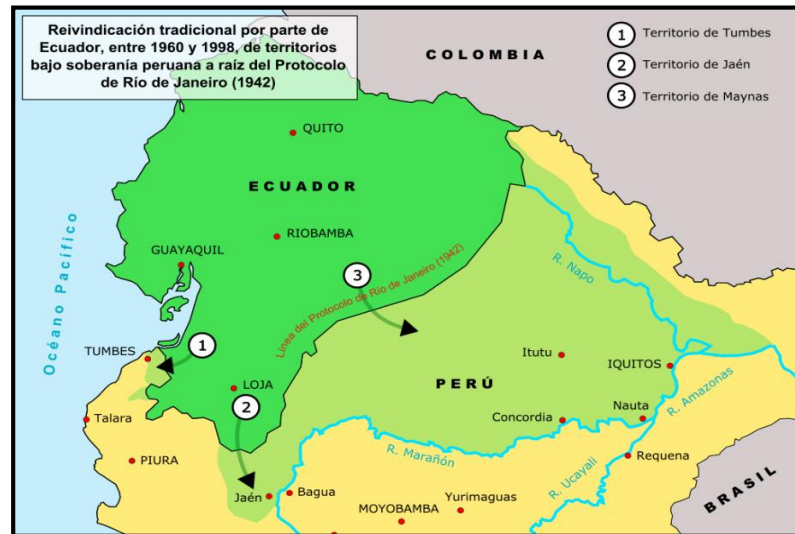 Reivindicación tradicional por parte de
Ecuador, entre 1960 y 1998, de territorios
bajo soberanía peruana a raíz del Protocolo
de Río de Janeiro (1942)
COLOMBIA
1 Territorio de Tumbes
2 Territorio de Jaén
3 Territorio de Maynas
QUITO
ECUADOR
RIOBAMBA
GUAYAQUIL
3
Línea del Protocolo de Río de Janeiro (1942)
R. Napo
Océano Pacífico
1
TUMBES
Itutu
IQUITOS
LOJA
PERÚ
2
R. Amazonas
Talara
Concordia
Nauta
PIURA
R. Marañón
R. Ucayali
Requena
Jaén
Bagua
Yurimaguas
MOYOBAMBA
BRASIL